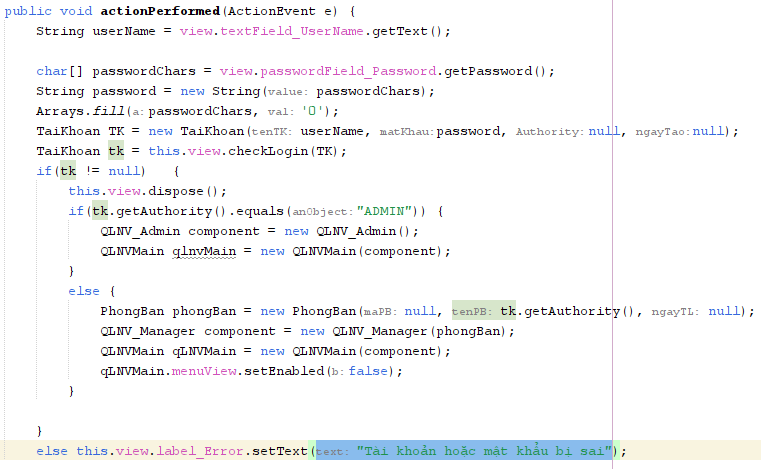 public void actionPerformed(ActionEvent e) {
String userName = view.textField_UserName.getText();
char[] passwordChars = view.passwordField_Password.getPassword();
String password = new String(value: passwordChars);
Arrays.fill(a: passwordChars, val: '0');
TaiKhoan TK = new TaiKhoan(tenTK: userName, matKhau: password, Authority: null, ngayTao: null);
TaiKhoan tk = this.view.checkLogin(TK);
if(tk != null) {
this.view.dispose();
if(tk.getAuthority().equals(anObject: "ADMIN")) {
QLNV_Admin component = new QLNV_Admin();
QLNVMain qlnvMain = new QLNVMain(component);
}
else {
PhongBan phongBan = new PhongBan(maPB: null, tenPB: tk.getAuthority(), ngayTL: null);
QLNV_Manager component = new QLNV_Manager(phongBan);
QLNVMain qLNVMain = new QLNVMain(component);
qLNVMain.menuView.setEnabled(b: false);
}
}
else this.view.label_Error.setText(text: "Tài khoản hoặc mật khẩu bị sai");